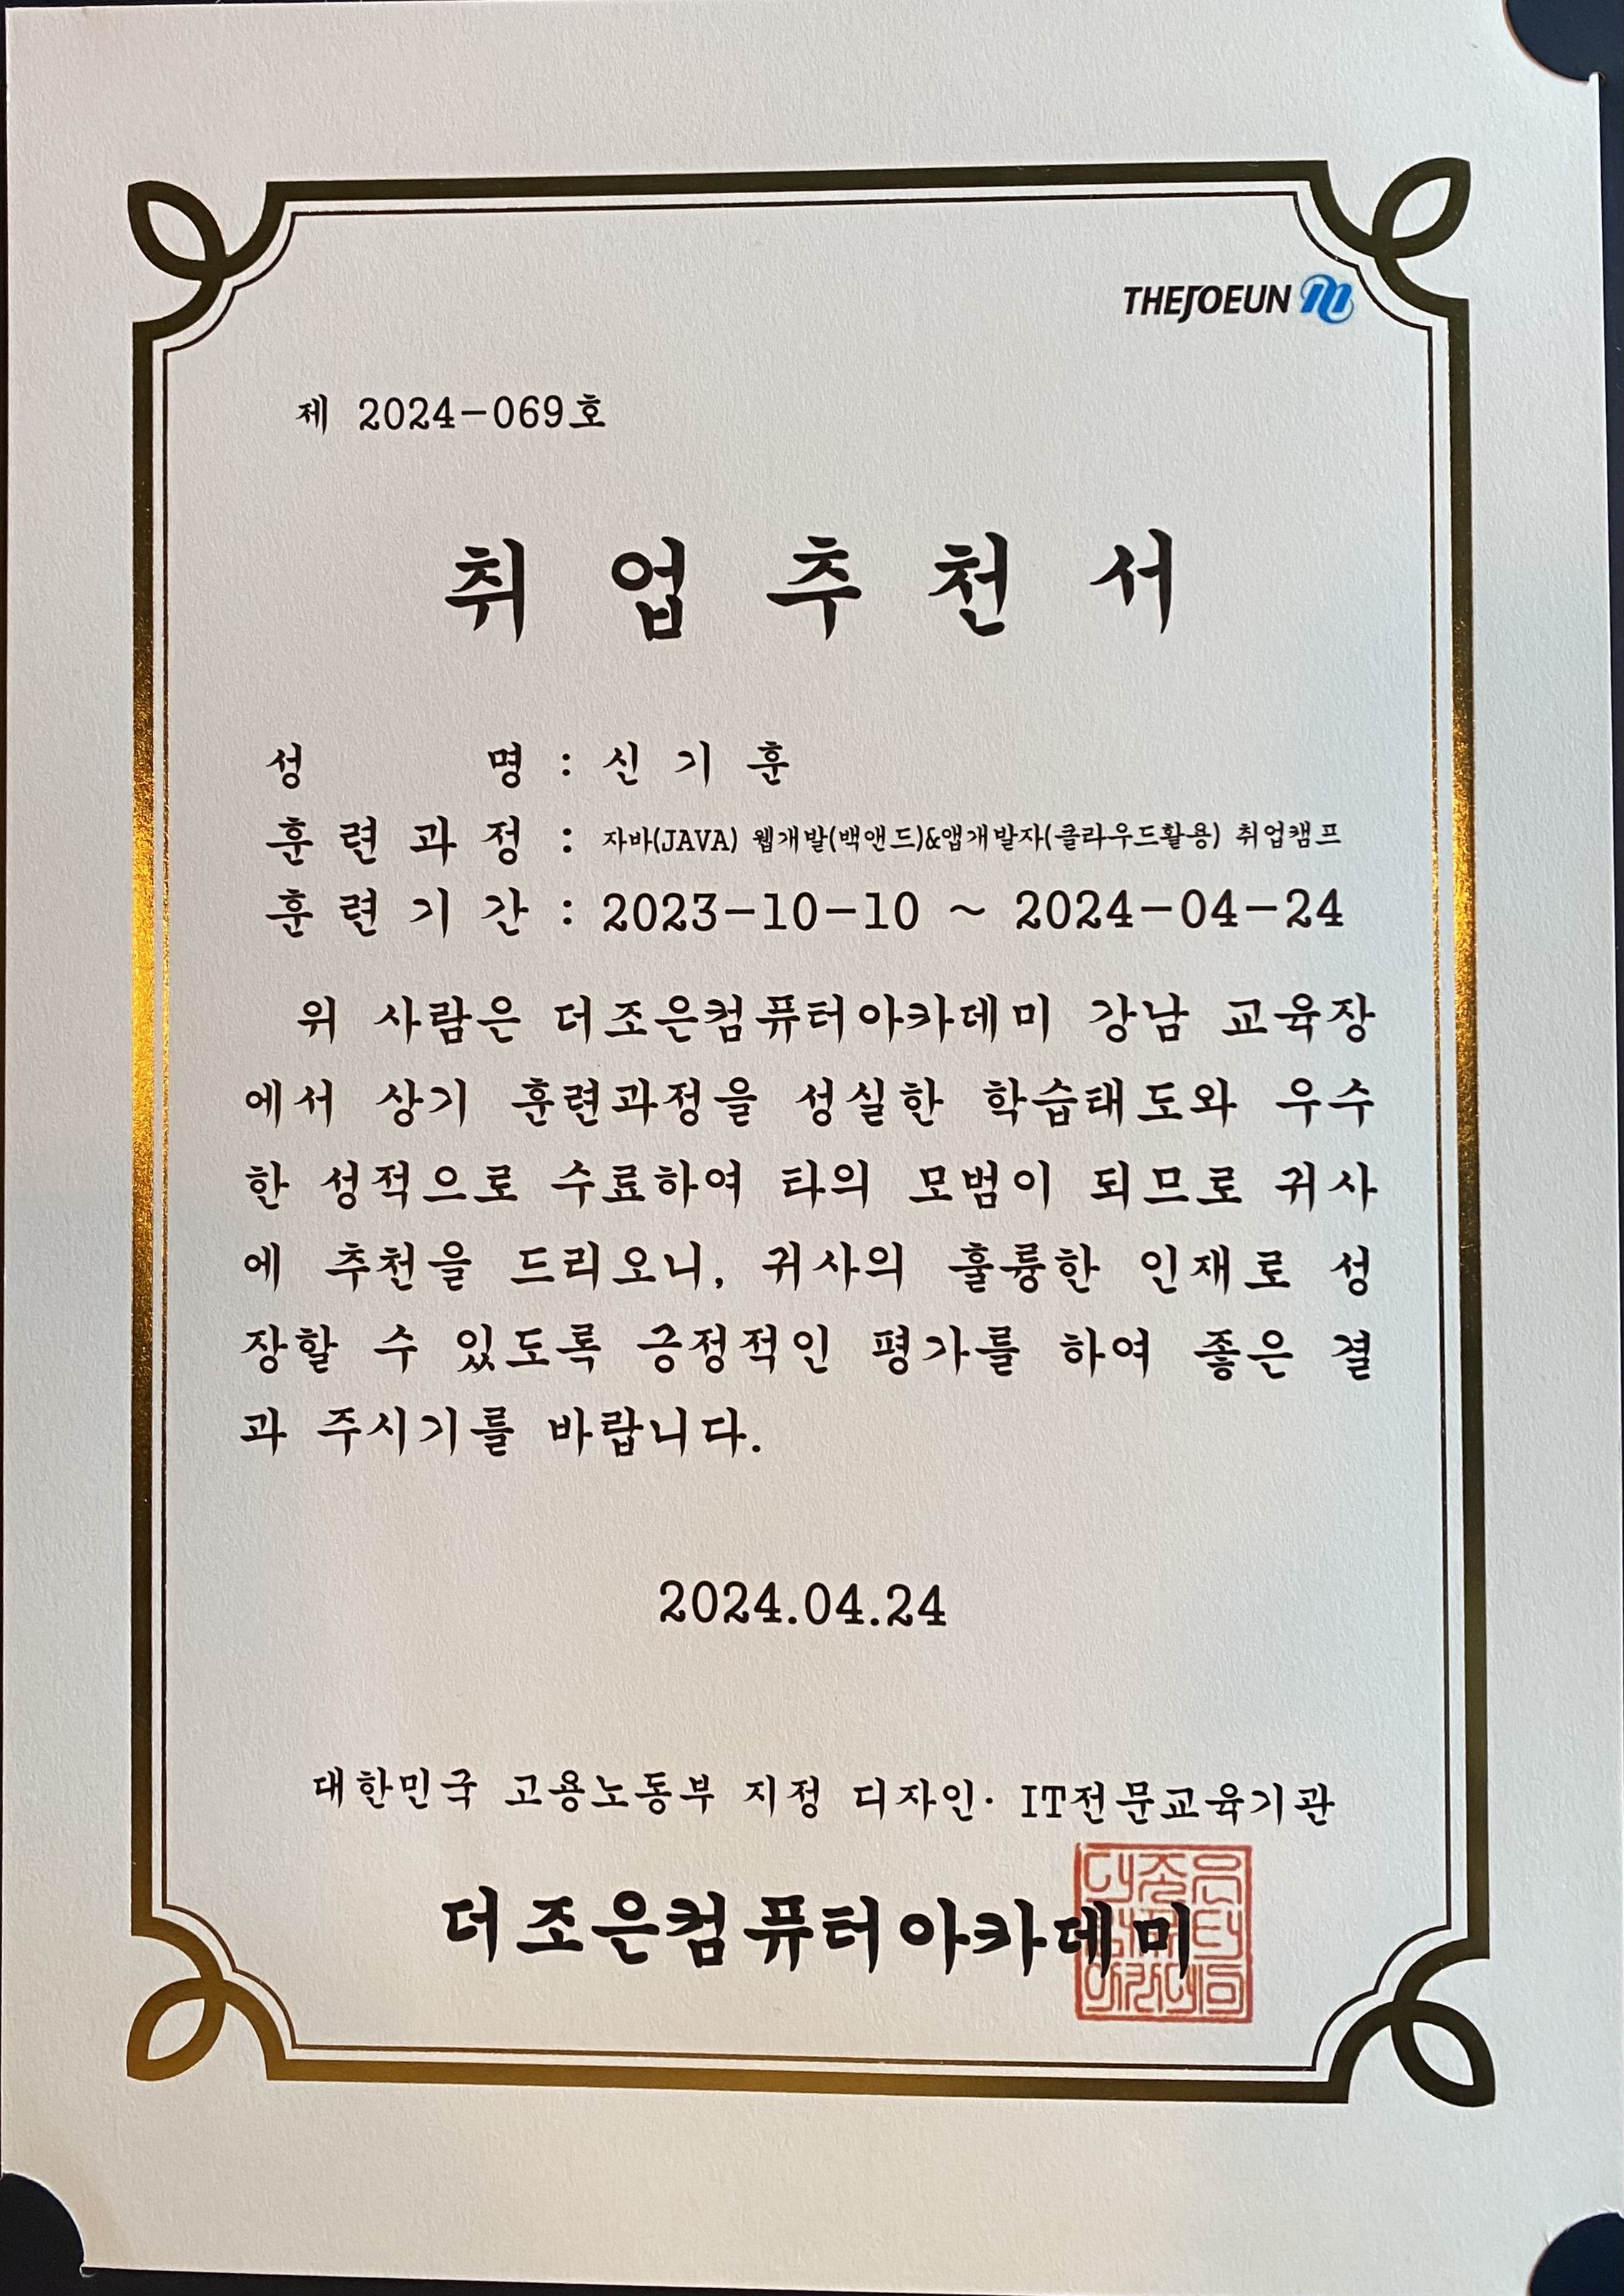 THEJOEUN
제 2024-069호
취 업 추 천 서
성 명 : 신 기 훈
훈 련 과 정 : 자바(JAVA) 웹개발(백앤드)&앱개발자(클라우드활용) 취업캠프
훈 련 기 간 : 2023-10-10 ~ 2024-04-24
위 사람은 더조은컴퓨터아카데미 강남 교육장
에서 상기 훈련과정을 성실한 학습태도와 우수
한 성적으로 수료하여 타의 모범이 되므로 귀사
에 추천을 드리오니, 귀사의 훌륭한 인재로 성
장할 수 있도록 긍정적인 평가를 하여 좋은 결
과 주시기를 바랍니다.
2024.04.24
대한민국 고용노동부 지정 디자인· IT전문교육기관
더조은컴퓨터아카데미